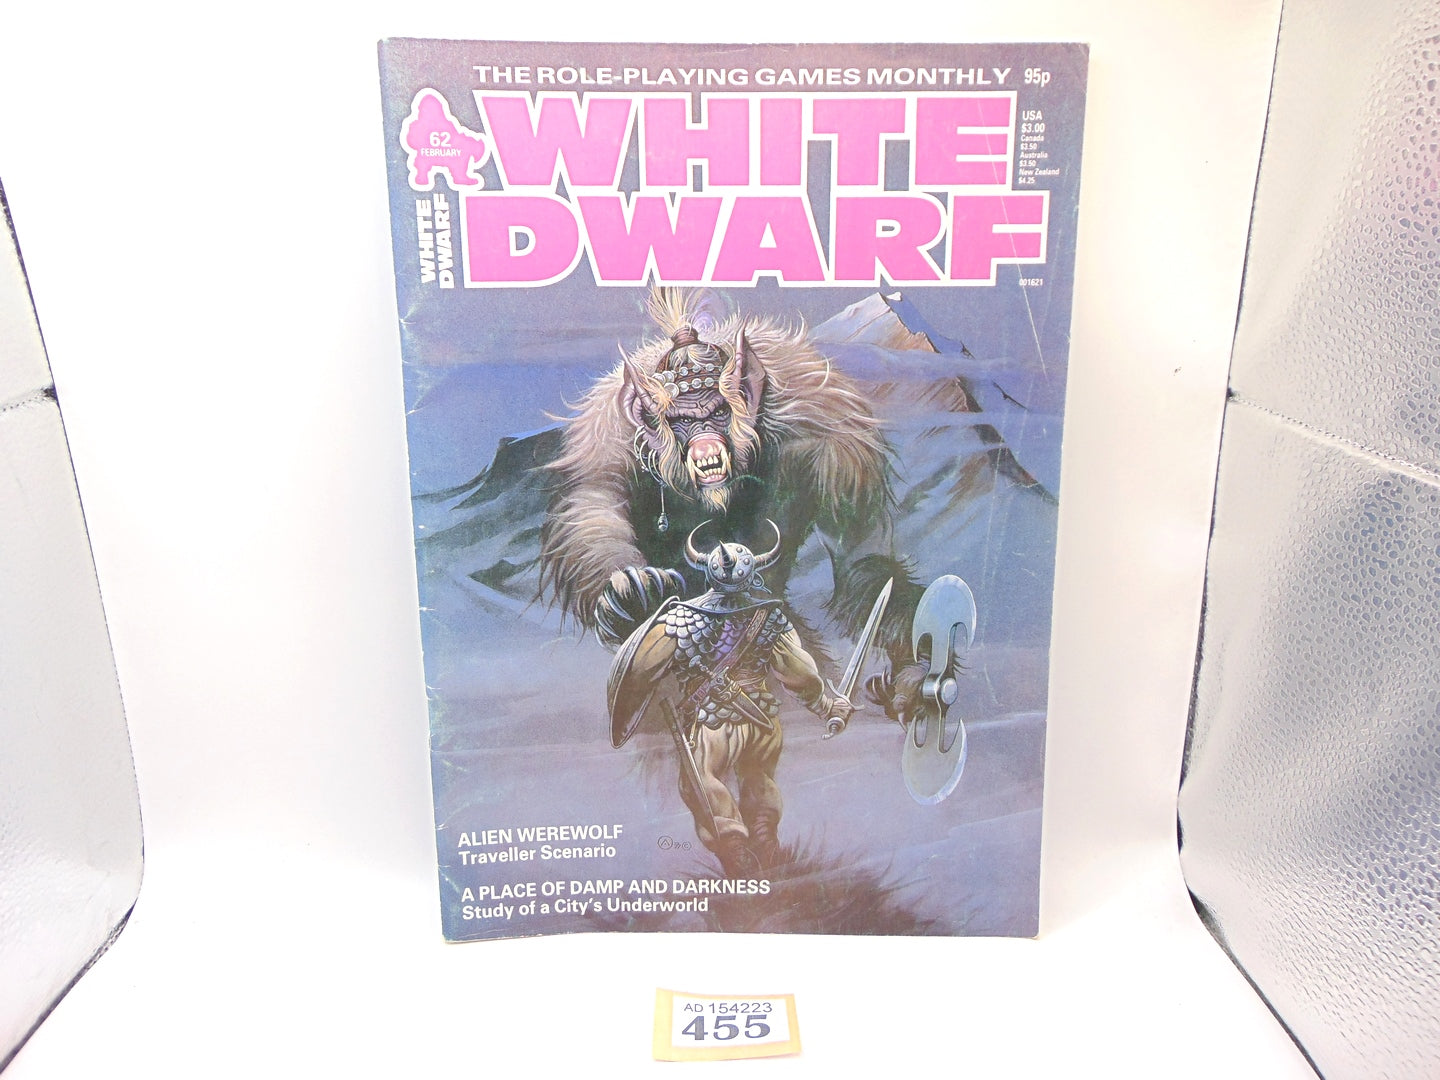 THE ROLE-PLAYING GAMES MONTHLY 95p
62
FEBRUARY
WHITE
DWARF
WHITE
DWARF
USA
$3.00
Canada
$3.50
Australia
$3.50
New Zealand
$4.25
001621
ALIEN WEREWOLF
Traveller Scenario
A PLACE OF DAMP AND DARKNESS
Study of a City's Underworld
AD 154223
455